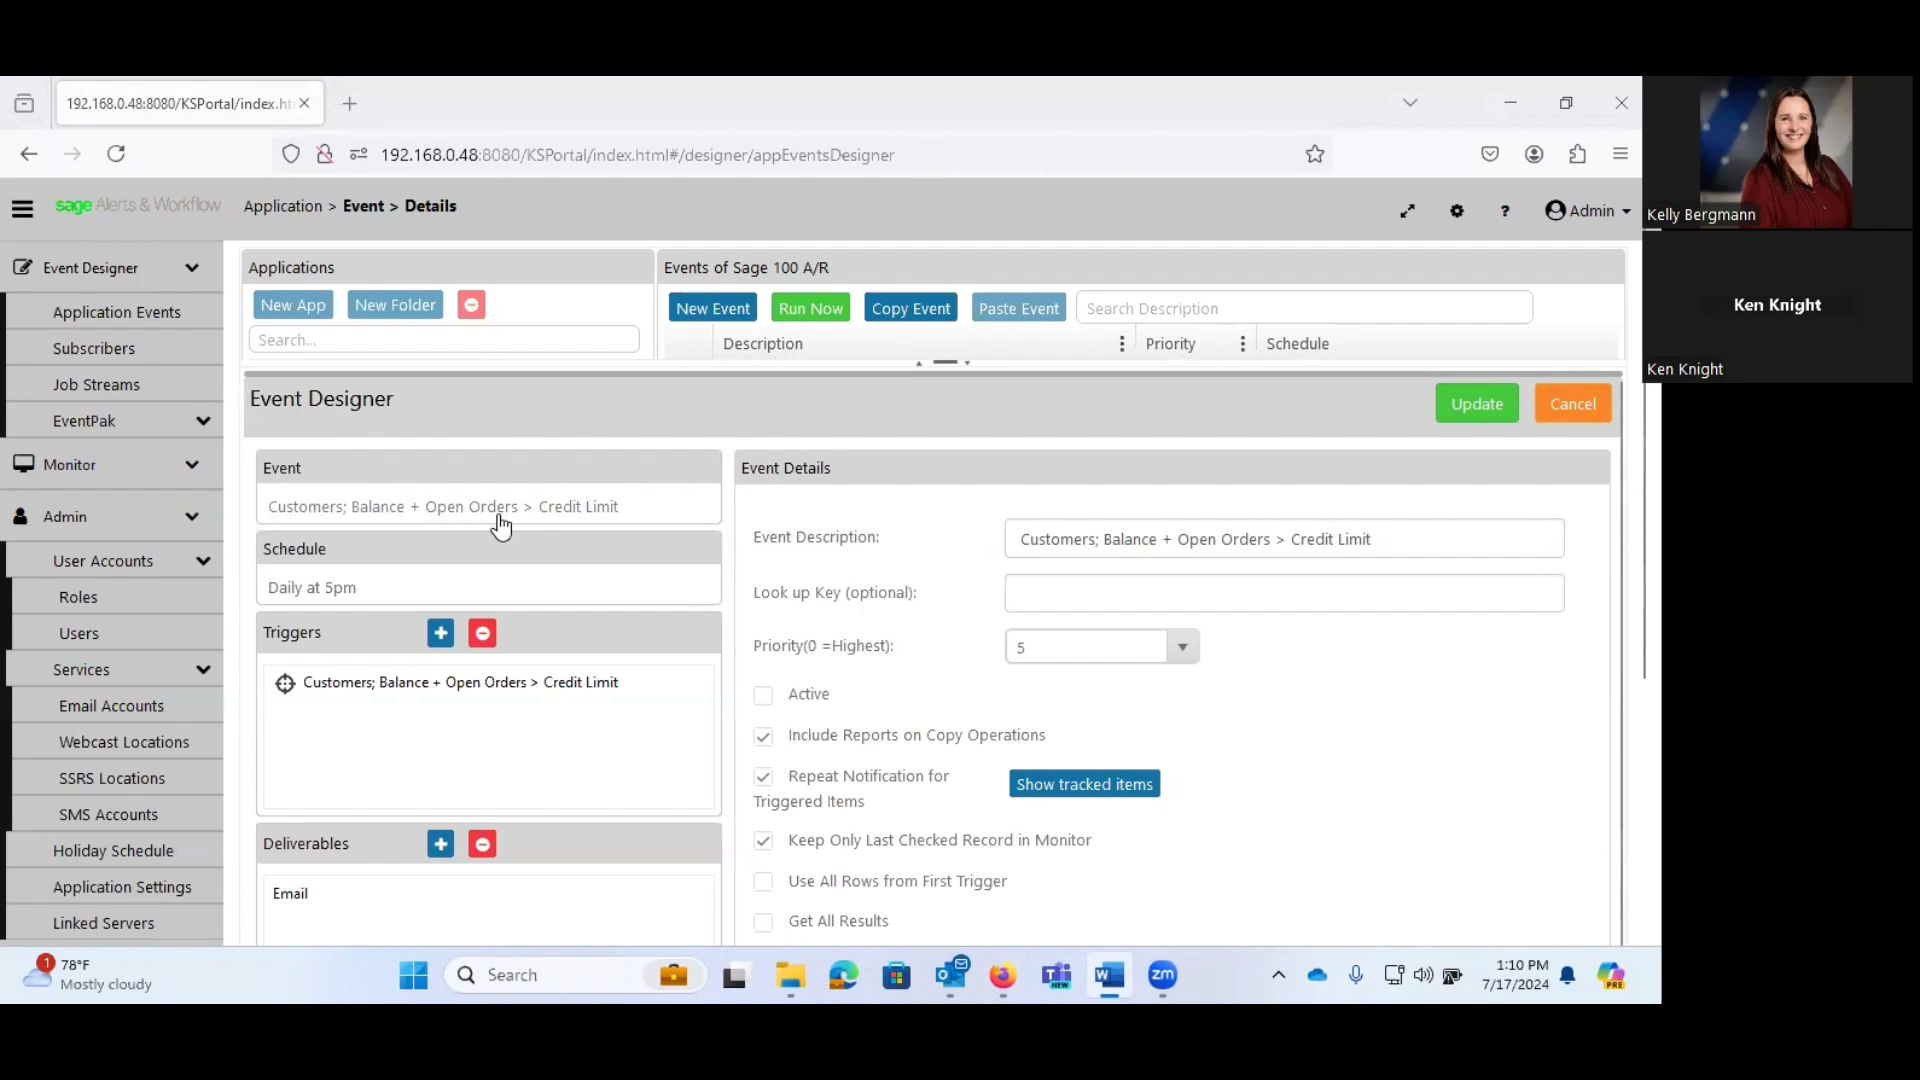 192.168.0.48:8080/KSPortal/index.ht
192.168.0.48:8080/KSPortal/index.html#/designer/appEventsDesigner
sage Alerts & Workflow
Application > Event > Details
?
Admin
Kelly Bergmann
Ken Knight
Ken Knight
Event Designer
Application Events
Subscribers
Job Streams
EventPak
Monitor
Admin
User Accounts
Roles
Users
Services
Email Accounts
Webcast Locations
SSRS Locations
SMS Accounts
Holiday Schedule
Application Settings
Linked Servers
Applications
New App
New Folder
Search...
Events of Sage 100 A/R
New Event
Run Now
Copy Event
Paste Event
Search Description
Description
Priority
Schedule
Event Designer
Update
Cancel
Event
Customers; Balance + Open Orders > Credit Limit
Schedule
Daily at 5pm
Triggers
Customers; Balance + Open Orders > Credit Limit
Deliverables
Email
Event Details
Event Description:
Customers; Balance + Open Orders > Credit Limit
Look up Key (optional):
Priority(0 =Highest):
5
Active
Include Reports on Copy Operations
Repeat Notification for
Triggered Items
Show tracked items
Keep Only Last Checked Record in Monitor
Use All Rows from First Trigger
Get All Results
1
78°F
Mostly cloudy
Search
NEW
W
zm
1:10 PM
7/17/2024
PRE